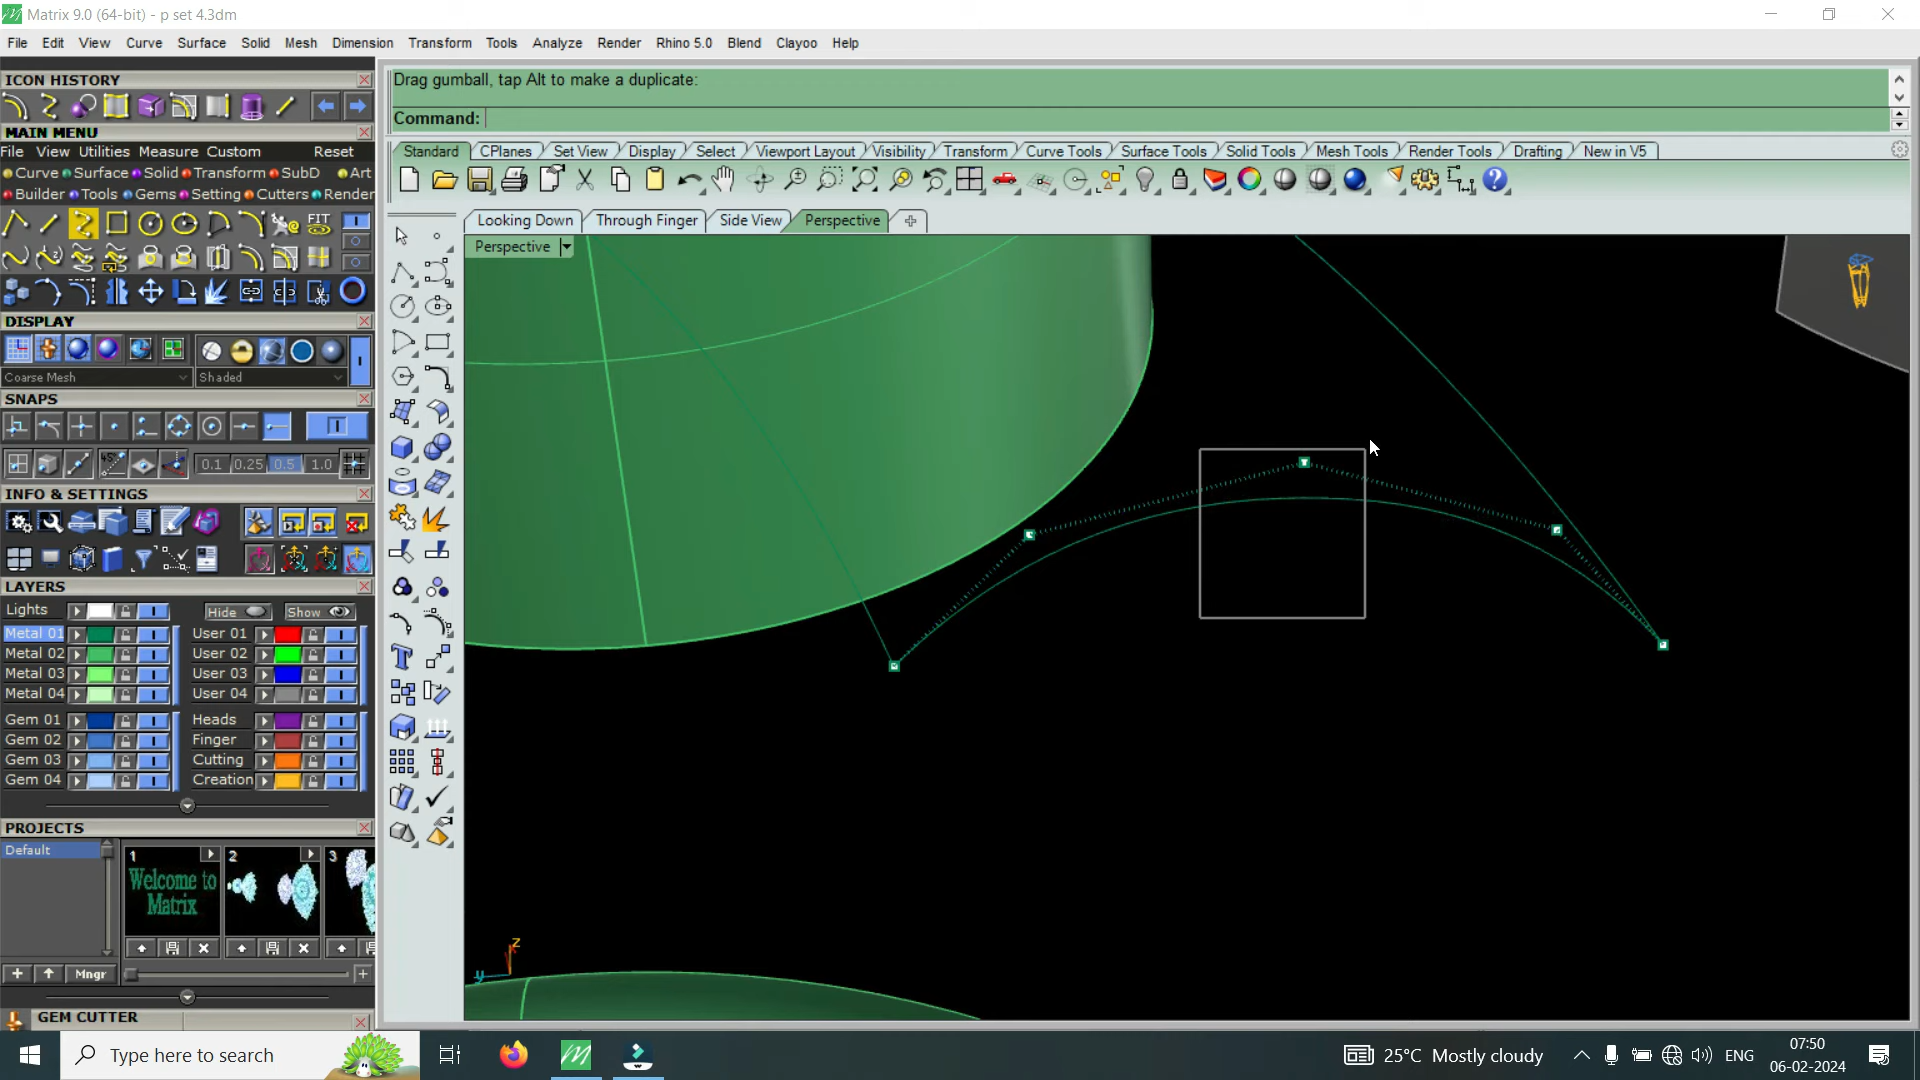 Matrix 9.0 (64-bit) - p set 4.3dm
File Edit View Curve Surface Solid Mesh Dimension Transform Tools Analyze Render Rhino 5.0 Blend Clayoo Help
ICON HISTORY
Drag gumball, tap Alt to make a duplicate:
Command:
MAIN MENU
File View Utilities Measure Custom Reset
Curve Surface Solid Transform SubD Art
Builder Tools Gems Setting Cutters Render
Standard CPlanes Set View Display Select Viewport Layout Visibility Transform Curve Tools Surface Tools Solid Tools Mesh Tools Render Tools Drafting New in V5
FIT
Looking Down Through Finger Side View Perspective
Perspective
DISPLAY
Coarse Mesh Shaded
SNAPS
45°
0.1 0.25 0.5 1.0
INFO & SETTINGS
LAYERS
Lights Hide Show
Metal 01 User 01
Metal 02 User 02
Metal 03 User 03
Metal 04 User 04
Gem 01 Heads
Gem 02 Finger
Gem 03 Cutting
Gem 04 Creation
PROJECTS
Default
1 2 3
Welcome to
Matrix
Mngr
z
y
GEM CUTTER
Type here to search
25°C Mostly cloudy
ENG
07:50
06-02-2024